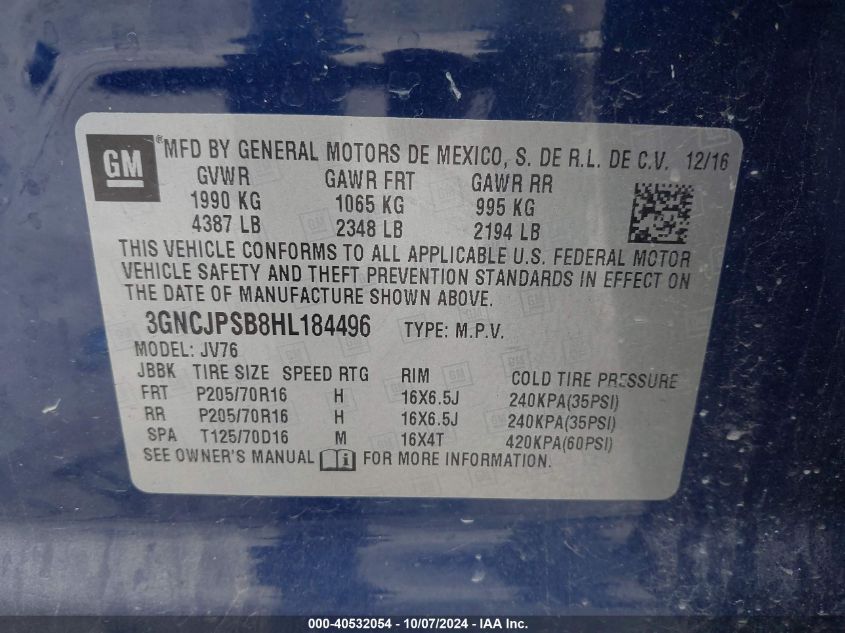 GM ® MFD BY GENERAL MOTORS DE MEXICO, S. DE R.L. DE C.V. 12/16
GVWR GAWR FRT GAWR RR
1990 KG 1065 KG 995 KG
4387 LB 2348 LB 2194 LB
THIS VEHICLE CONFORMS TO ALL APPLICABLE U.S. FEDERAL MOTOR
VEHICLE SAFETY AND THEFT PREVENTION STANDARDS IN EFFECT ON
THE DATE OF MANUFACTURE SHOWN ABOVE.
3GNCJPSB8HL184496 TYPE: M.P.V.
MODEL: JV76
JBBK TIRE SIZE SPEED RTG RIM COLD TIRE PRESSURE
FRT P205/70R16 H 16X6.5J 240KPA(35PSI)
RR P205/70R16 H 16X6.5J 240KPA(35PSI)
SPA T125/70D16 M 16X4T 420KPA(60PSI)
SEE OWNER'S MANUAL FOR MORE INFORMATION.
000-40532054 - 10/07/2024 - IAA Inc.